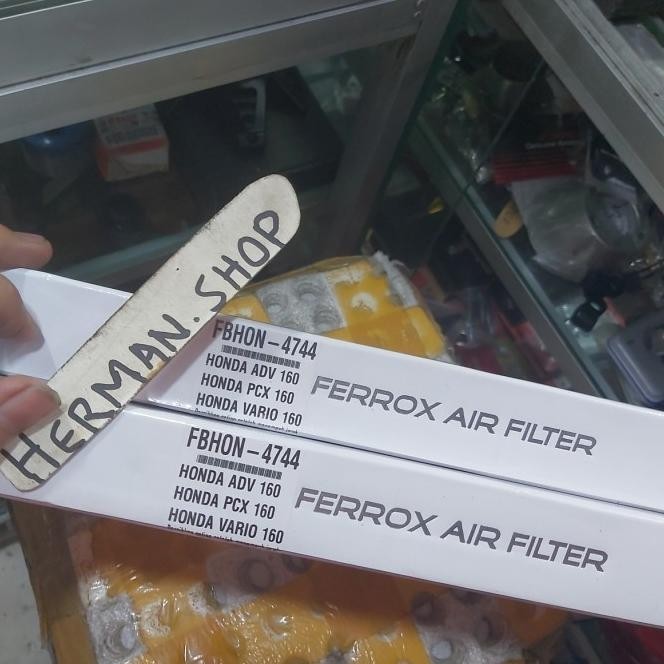 HERMAN.SHOP
FBHON-4744
HONDA ADV 160
HONDA PCX 160
HONDA VARIO 160
FERROX AIR FILTER
FBHON-4744
HONDA ADV 160
HONDA PCX 160
HONDA VARIO 160
FERROX AIR FILTER